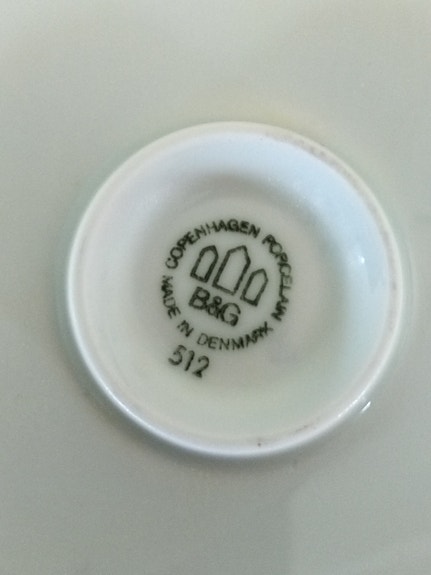 COPENHAGEN PORCELAIN
B&G
MADE IN DENMARK
512